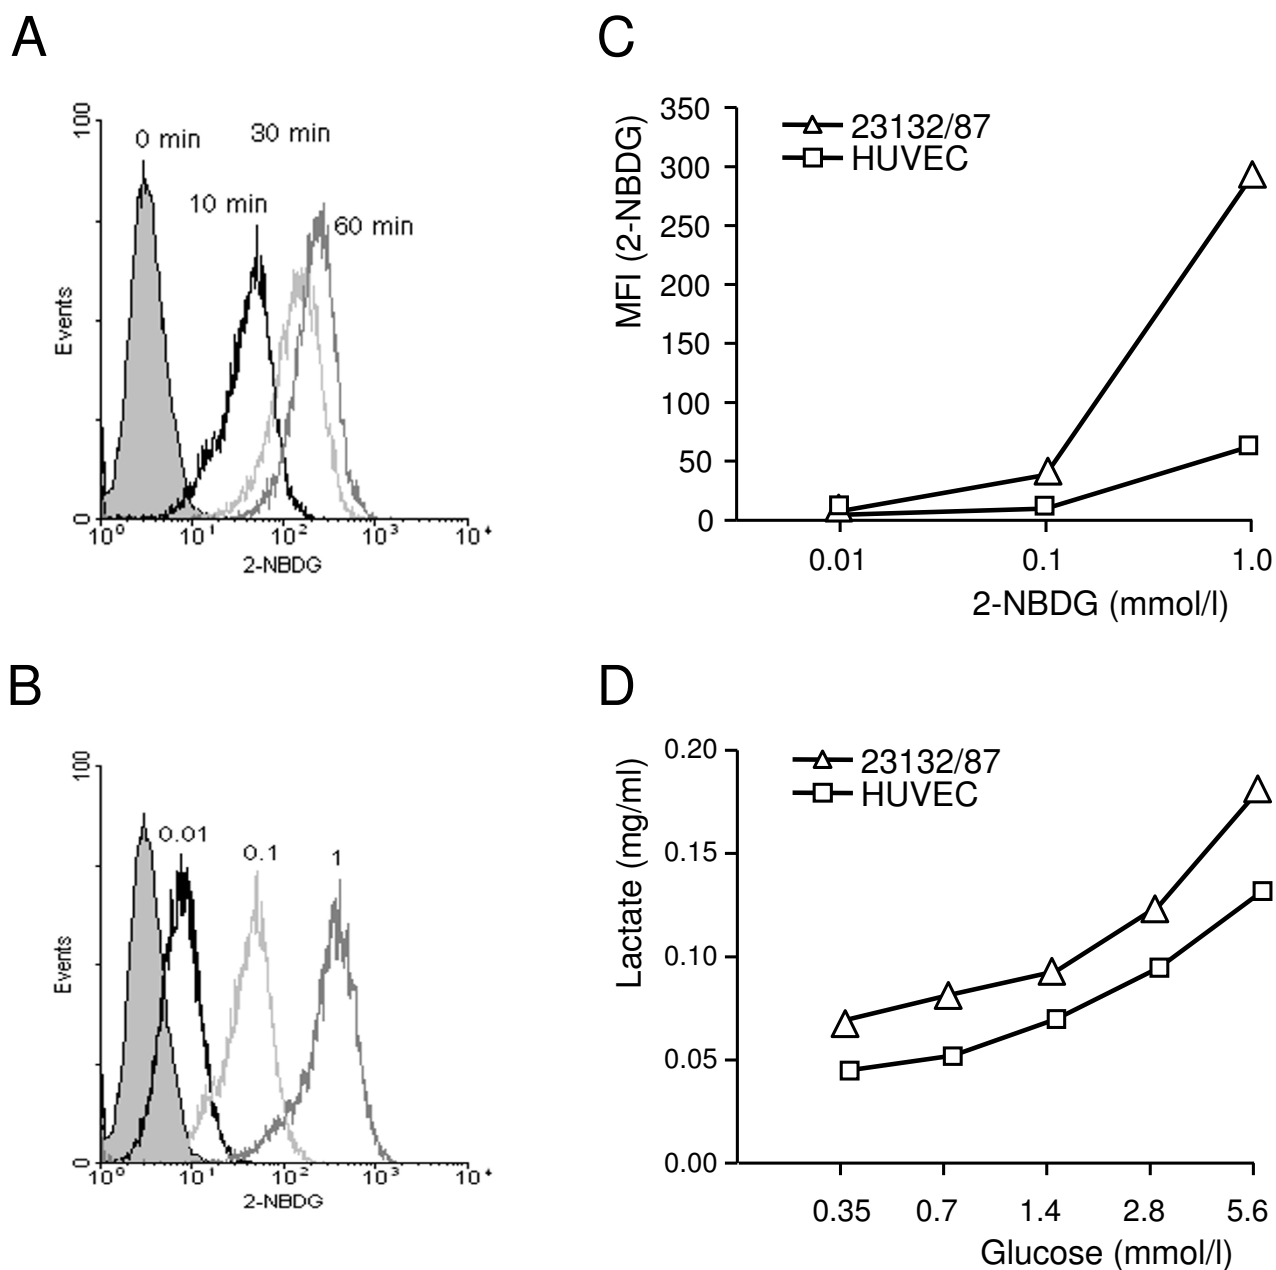 A
100
0 min
30 min
10 min
60 min
Events
0
10⁰ 10¹ 10² 10³ 10⁴
2-NBDG
B
100
0.01
0.1
1
Events
0
10⁰ 10¹ 10² 10³ 10⁴
2-NBDG
C
MFI (2-NBDG)
350
300
250
200
150
100
50
0
23132/87
HUVEC
0.01 0.1 1.0
2-NBDG (mmol/l)
D
Lactate (mg/ml)
0.20
0.15
0.10
0.05
0.00
23132/87
HUVEC
0.35 0.7 1.4 2.8 5.6
Glucose (mmol/l)